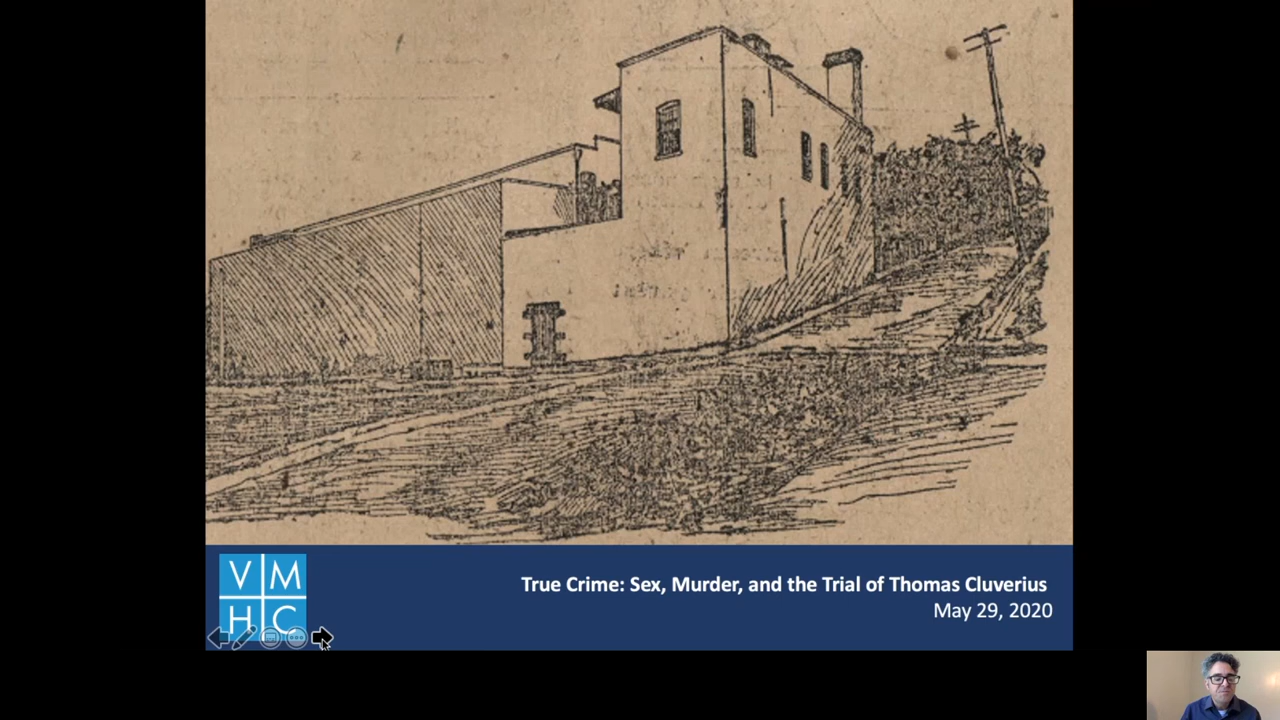 VM
HC
True Crime: Sex, Murder, and the Trial of Thomas Cluverius
May 29, 2020